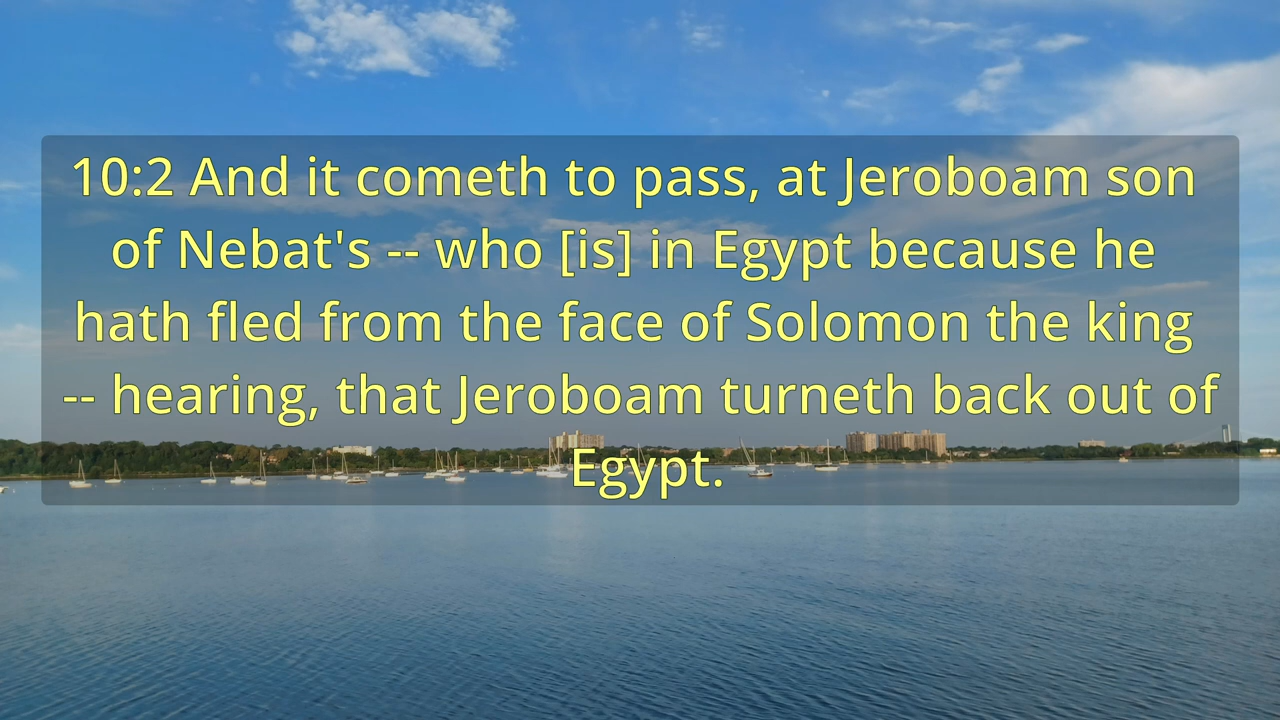 10:2 And it cometh to pass, at Jeroboam son
of Nebat's -- who [is] in Egypt because he
hath fled from the face of Solomon the king
-- hearing, that Jeroboam turneth back out of
Egypt.